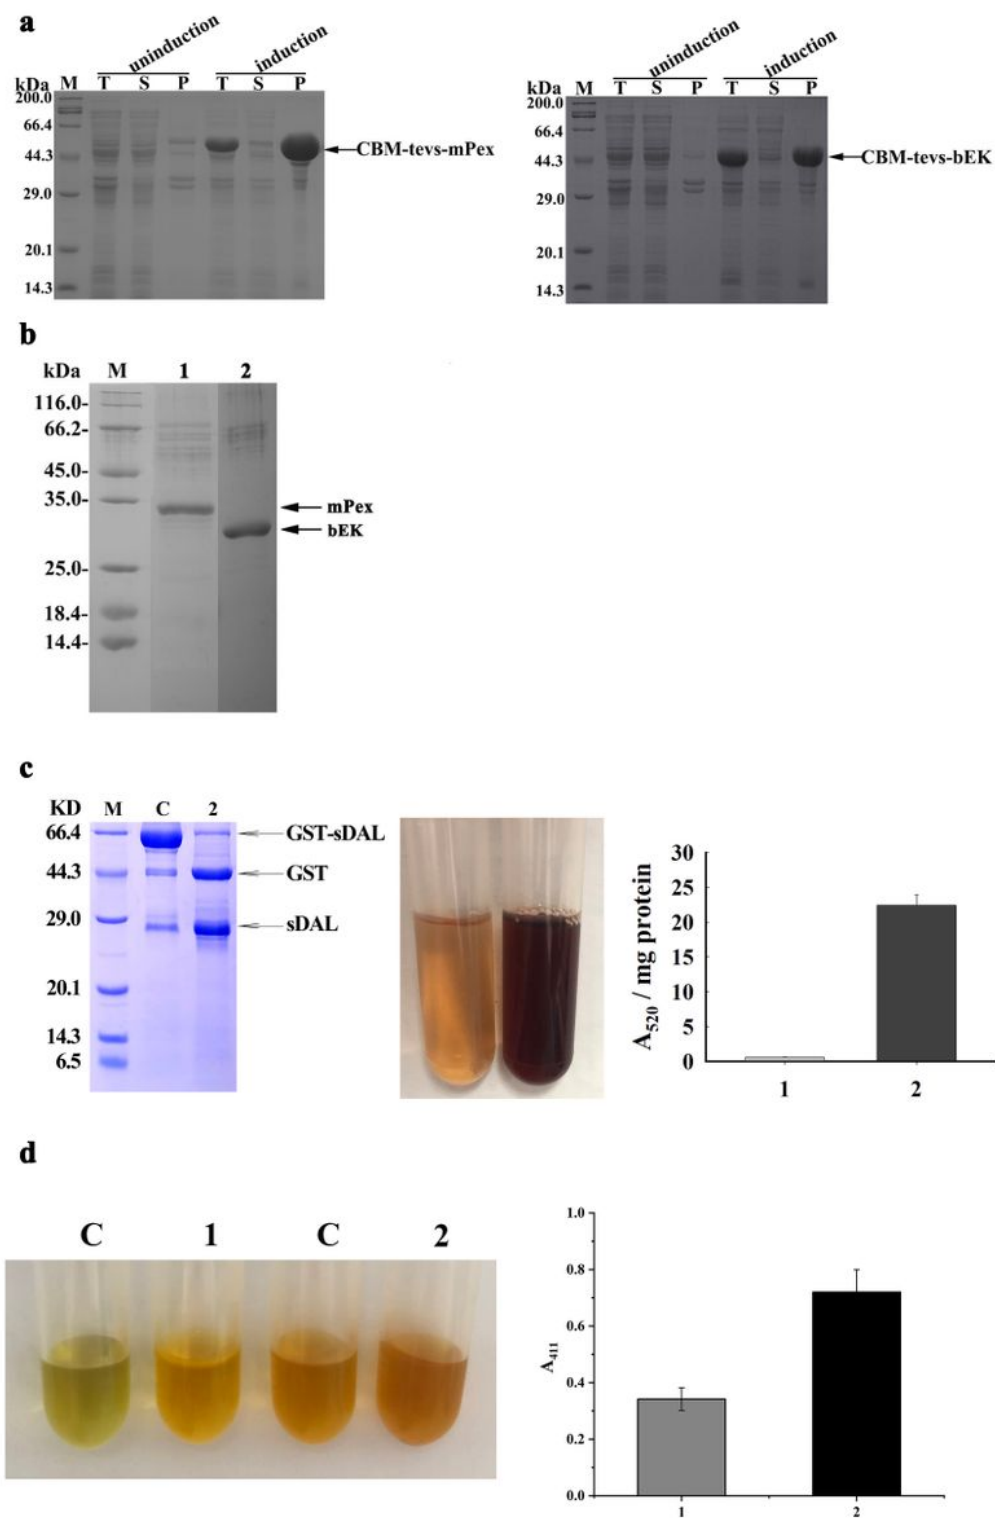 a
uninduction induction
kDa M T S P T S P
200.0
66.4
44.3
29.0
20.1
14.3
CBM-tevs-mPex
uninduction induction
kDa M T S P T S P
200.0
66.4
44.3
29.0
20.1
14.3
CBM-tevs-bEK
b
kDa M 1 2
116.0-
66.2-
45.0-
35.0-
25.0-
18.4-
14.4-
mPex
bEK
c
KD M C 2
66.4
44.3
29.0
20.1
14.3
6.5
GST-sDAL
GST
sDAL
A520 / mg protein
30
25
20
15
10
5
0
1 2
d
C 1 C 2
A411
1.0
0.8
0.6
0.4
0.2
0.0
1 2